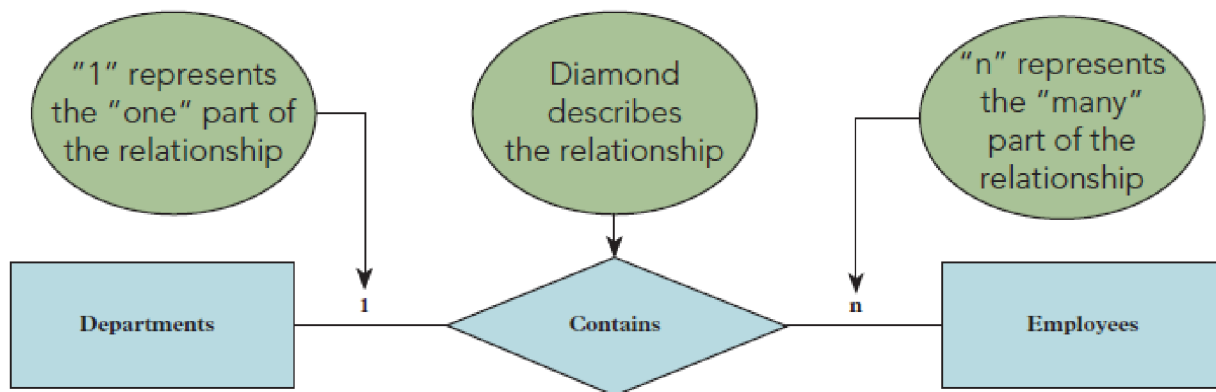 "1" represents
the "one" part of
the relationship
Diamond
describes
the relationship
"n" represents
the "many"
part of the
relationship
1
n
Departments
Contains
Employees